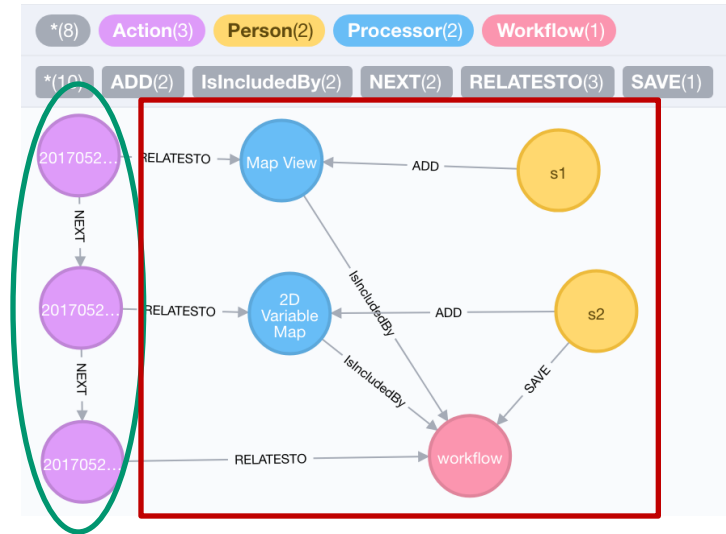 *(8) Action(3) Person(2) Processor(2) Workflow(1)
*(10) ADD(2) IsIncludedBy(2) NEXT(2) RELATESTO(3) SAVE(1)
2017052... RELATESTO Map View ADD s1
NEXT
IsIncludedBy
2017052... RELATESTO 2D
Variable
Map
ADD s2
NEXT
IsIncludedBy
SAVE
2017052... RELATESTO workflow